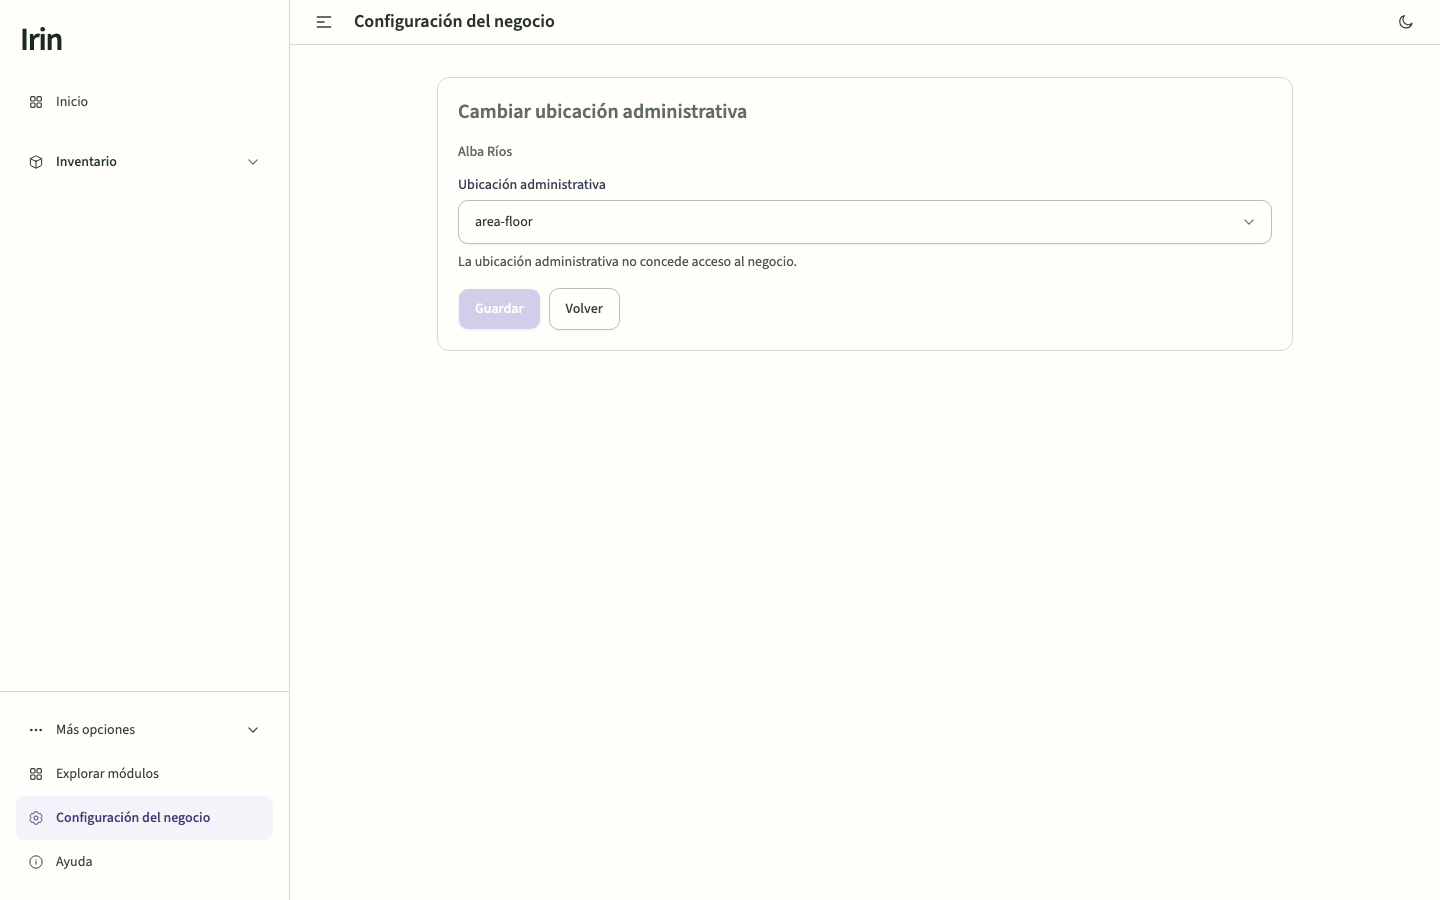 Irin
Inicio
Inventario
Más opciones
Explorar módulos
Configuración del negocio
Ayuda
Configuración del negocio
Cambiar ubicación administrativa
Alba Ríos
Ubicación administrativa
area-floor
La ubicación administrativa no concede acceso al negocio.
Guardar
Volver